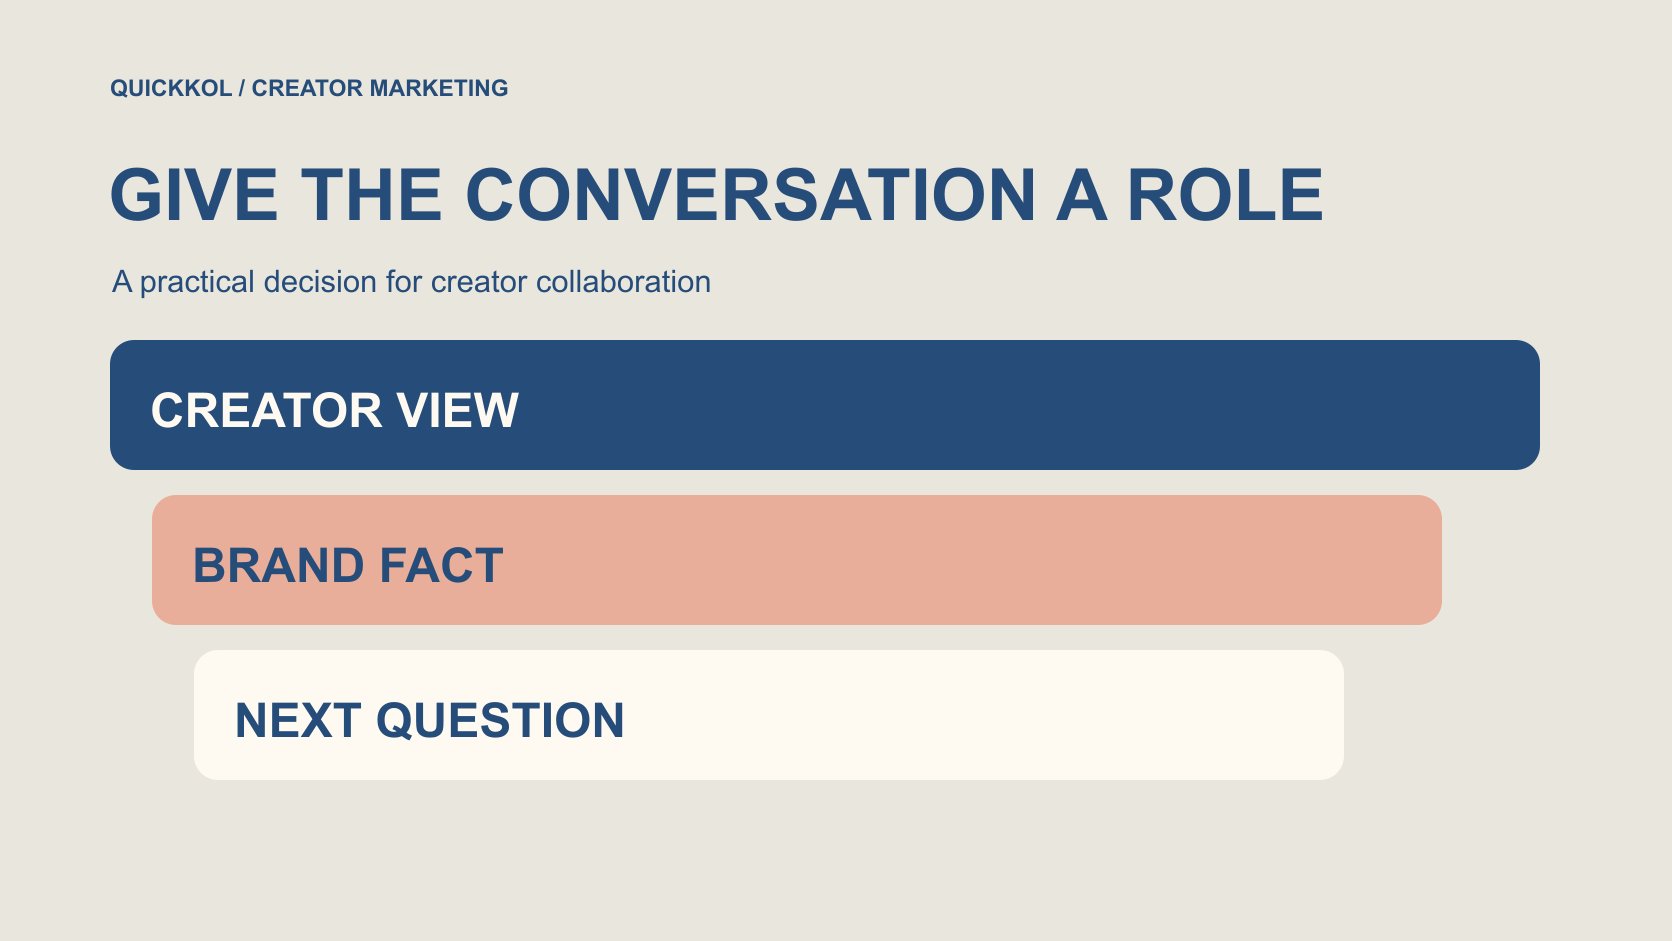 QUICKKOL / CREATOR MARKETING
GIVE THE CONVERSATION A ROLE
A practical decision for creator collaboration
CREATOR VIEW
BRAND FACT
NEXT QUESTION